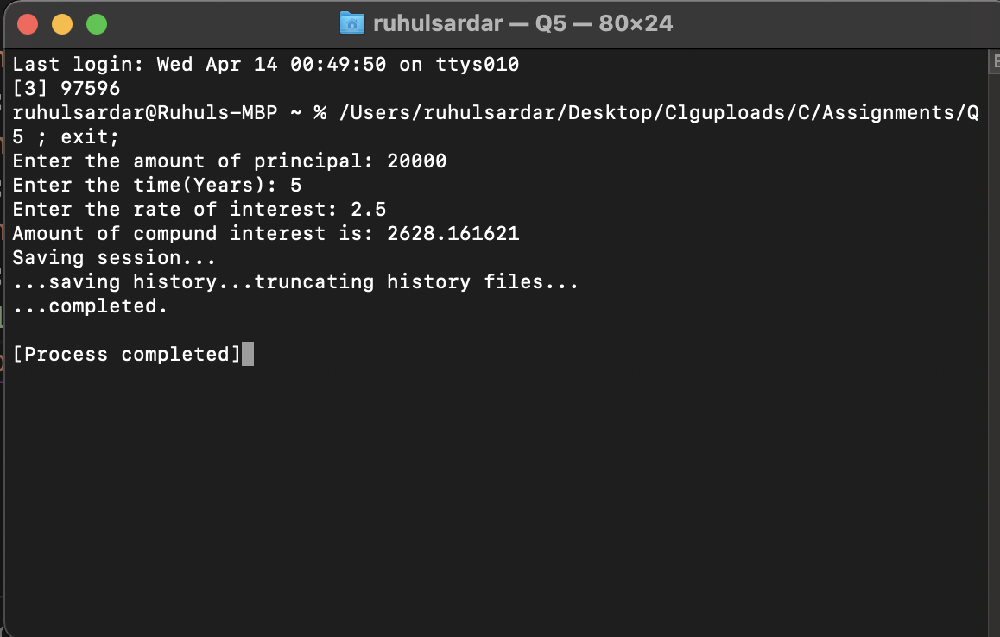 ruhulsardar — Q5 — 80×24
Last login: Wed Apr 14 00:49:50 on ttys010
[3] 97596
ruhulsardar@Ruhuls-MBP ~ % /Users/ruhulsardar/Desktop/Clguploads/C/Assignments/Q
5 ; exit;
Enter the amount of principal: 20000
Enter the time(Years): 5
Enter the rate of interest: 2.5
Amount of compund interest is: 2628.161621
Saving session...
...saving history...truncating history files...
...completed.
[Process completed]